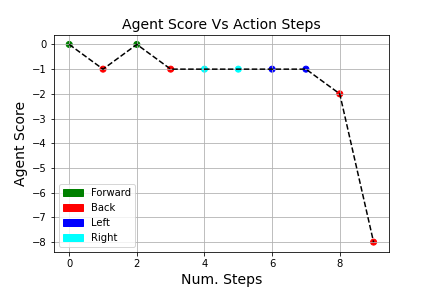 Agent Score Vs Action Steps
Agent Score
0
−1
−2
−3
−4
−5
−6
−7
−8
Forward
Back
Left
Right
0 2 4 6 8
Num. Steps